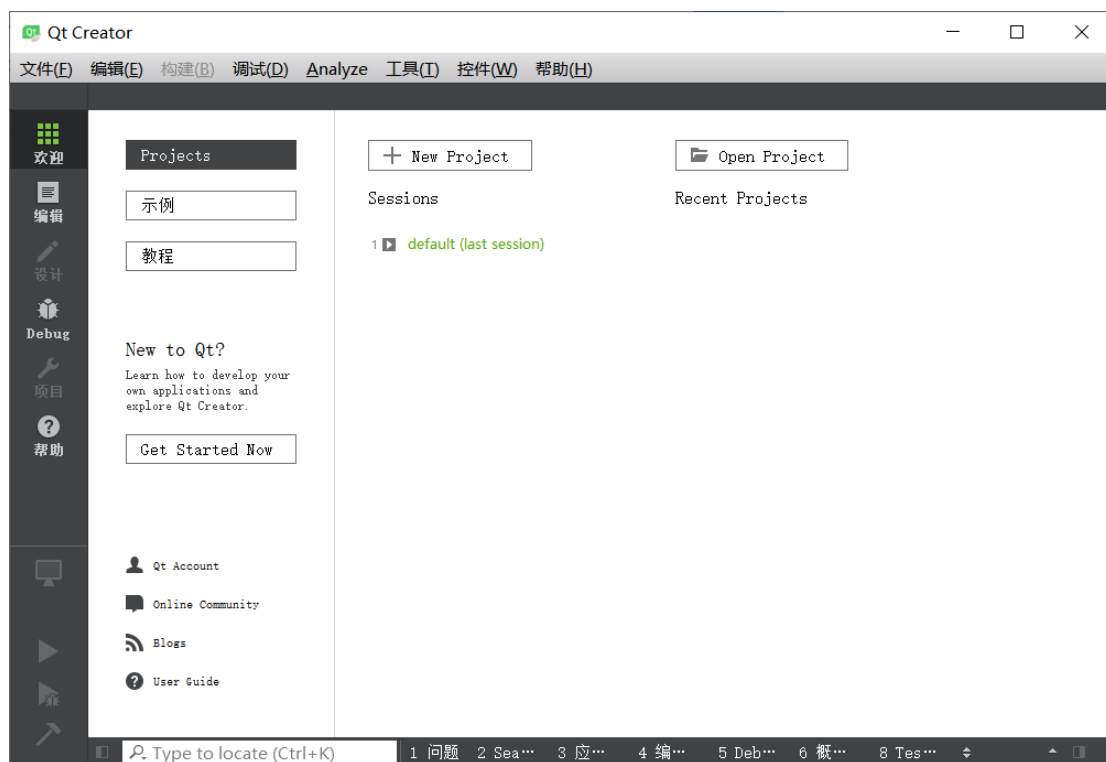 Qt Creator
文件(F) 编辑(E) 构建(B) 调试(D) Analyze 工具(T) 控件(W) 帮助(H)
欢迎
编辑
设计
Debug
项目
帮助
Projects
示例
教程
New to Qt?
Learn how to develop your
own applications and
explore Qt Creator.
Get Started Now
Qt Account
Online Community
Blogs
User Guide
New Project
Open Project
Sessions
Recent Projects
1 default (last session)
Type to locate (Ctrl+K) 1 问题 2 Sea… 3 应… 4 编… 5 Deb… 6 概… 8 Tes…